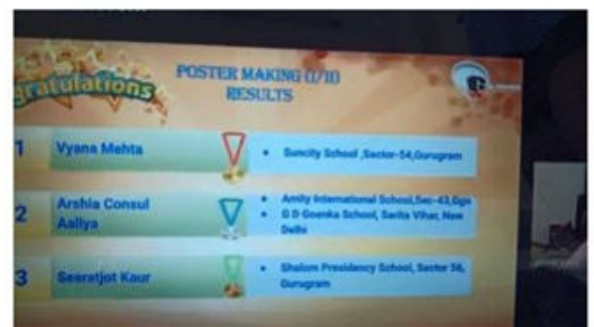 gratulations
POSTER MAKING (I/II)
RESULTS
1 Vyana Mehta • Suncity School ,Sector-54,Gurugram
2 Arshia Consul
Aaliya
• Amity International School,Sec-43,Ggn
• G D Goenka School, Sarita Vihar, New
Delhi
3 Seeratjot Kaur • Shalom Presidency School, Sector 56,
Gurugram